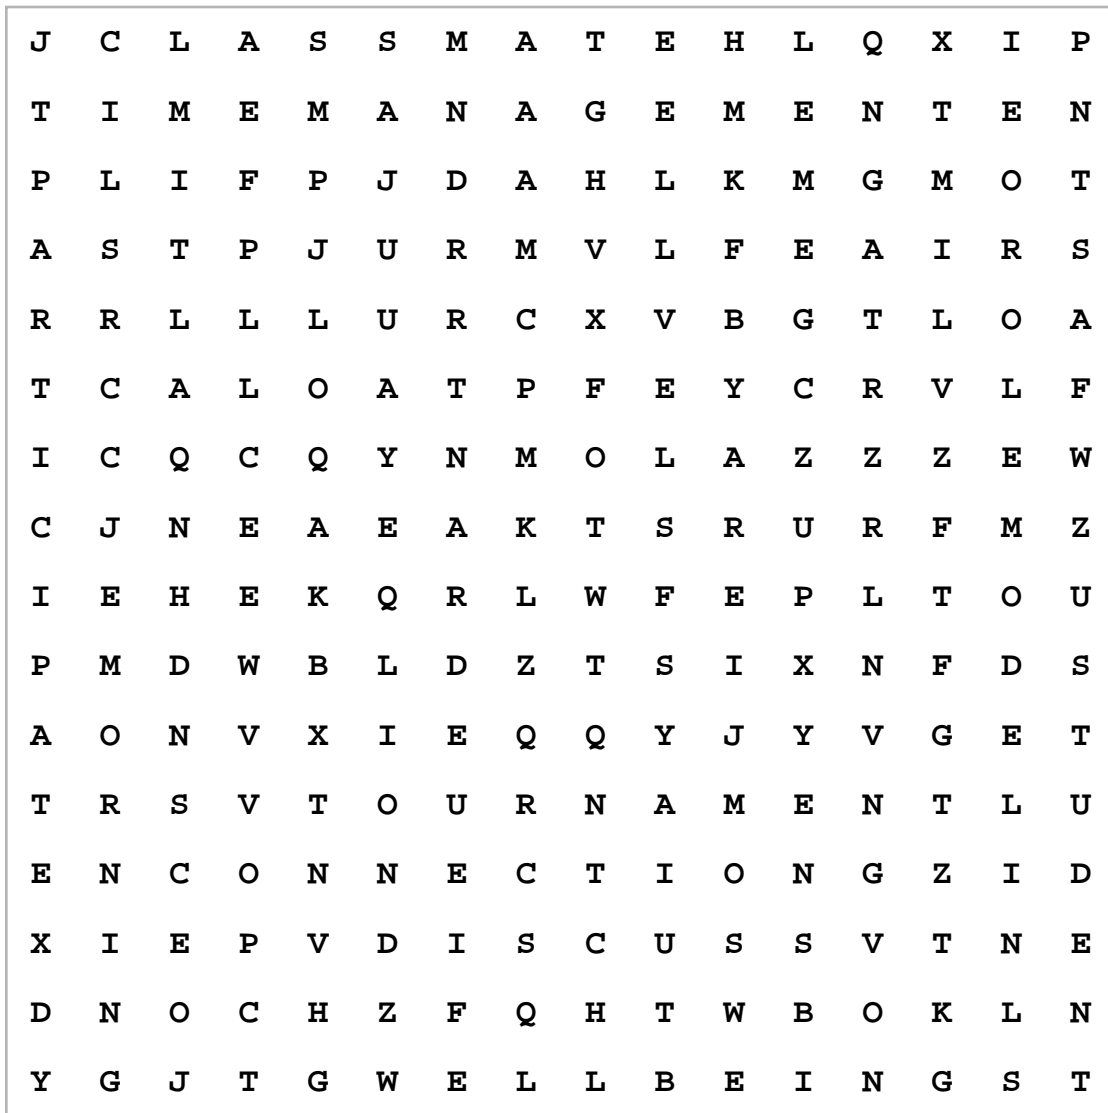 J C L A S S M A T E H L Q X I P
T I M E M A N A G E M E N T E N
P L I F P J D A H L K M G M O T
A S T P J U R M V L F E A I R S
R R L L L U R C X V B G T L O A
T C A L O A T P F E Y C R V L F
I C Q C Q Y N M O L A Z Z Z E W
C J N E A E A K T S R U R F M Z
I E H E K Q R L W F E P L T O U
P M D W B L D Z T S I X N F D S
A O N V X I E Q Q Y J Y V G E T
T R S V T O U R N A M E N T L U
E N C O N N E C T I O N G Z I D
X I E P V D I S C U S S V T N E
D N O C H Z F Q H T W B O K L N
Y G J T G W E L L B E I N G S T